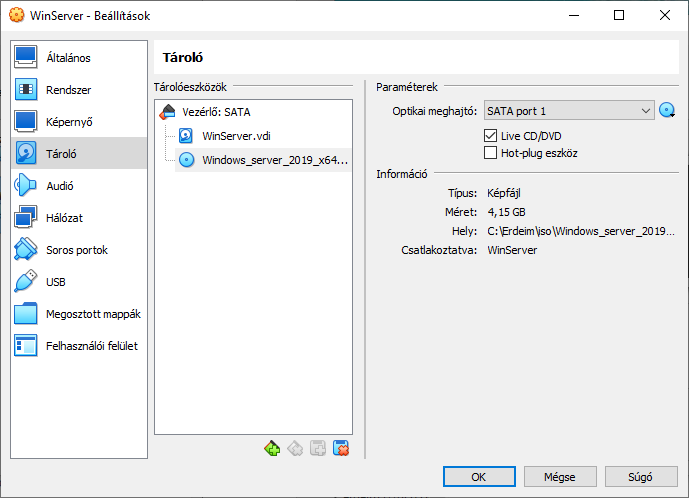 WinServer - Beállítások
Általános
Rendszer
Képernyő
Tároló
Audió
Hálózat
Soros portok
USB
Megosztott mappák
Felhasználói felület
Tároló
Tárolóeszközök
Vezérlő: SATA
WinServer.vdi
Windows_server_2019_x64...
Paraméterek
Optikai meghajtó: SATA port 1
Live CD/DVD
Hot-plug eszköz
Információ
Típus: Képfájl
Méret: 4,15 GB
Hely: C:\Erdeim\iso\Windows_server_2019...
Csatlakoztatva: WinServer
OK Mégse Súgó